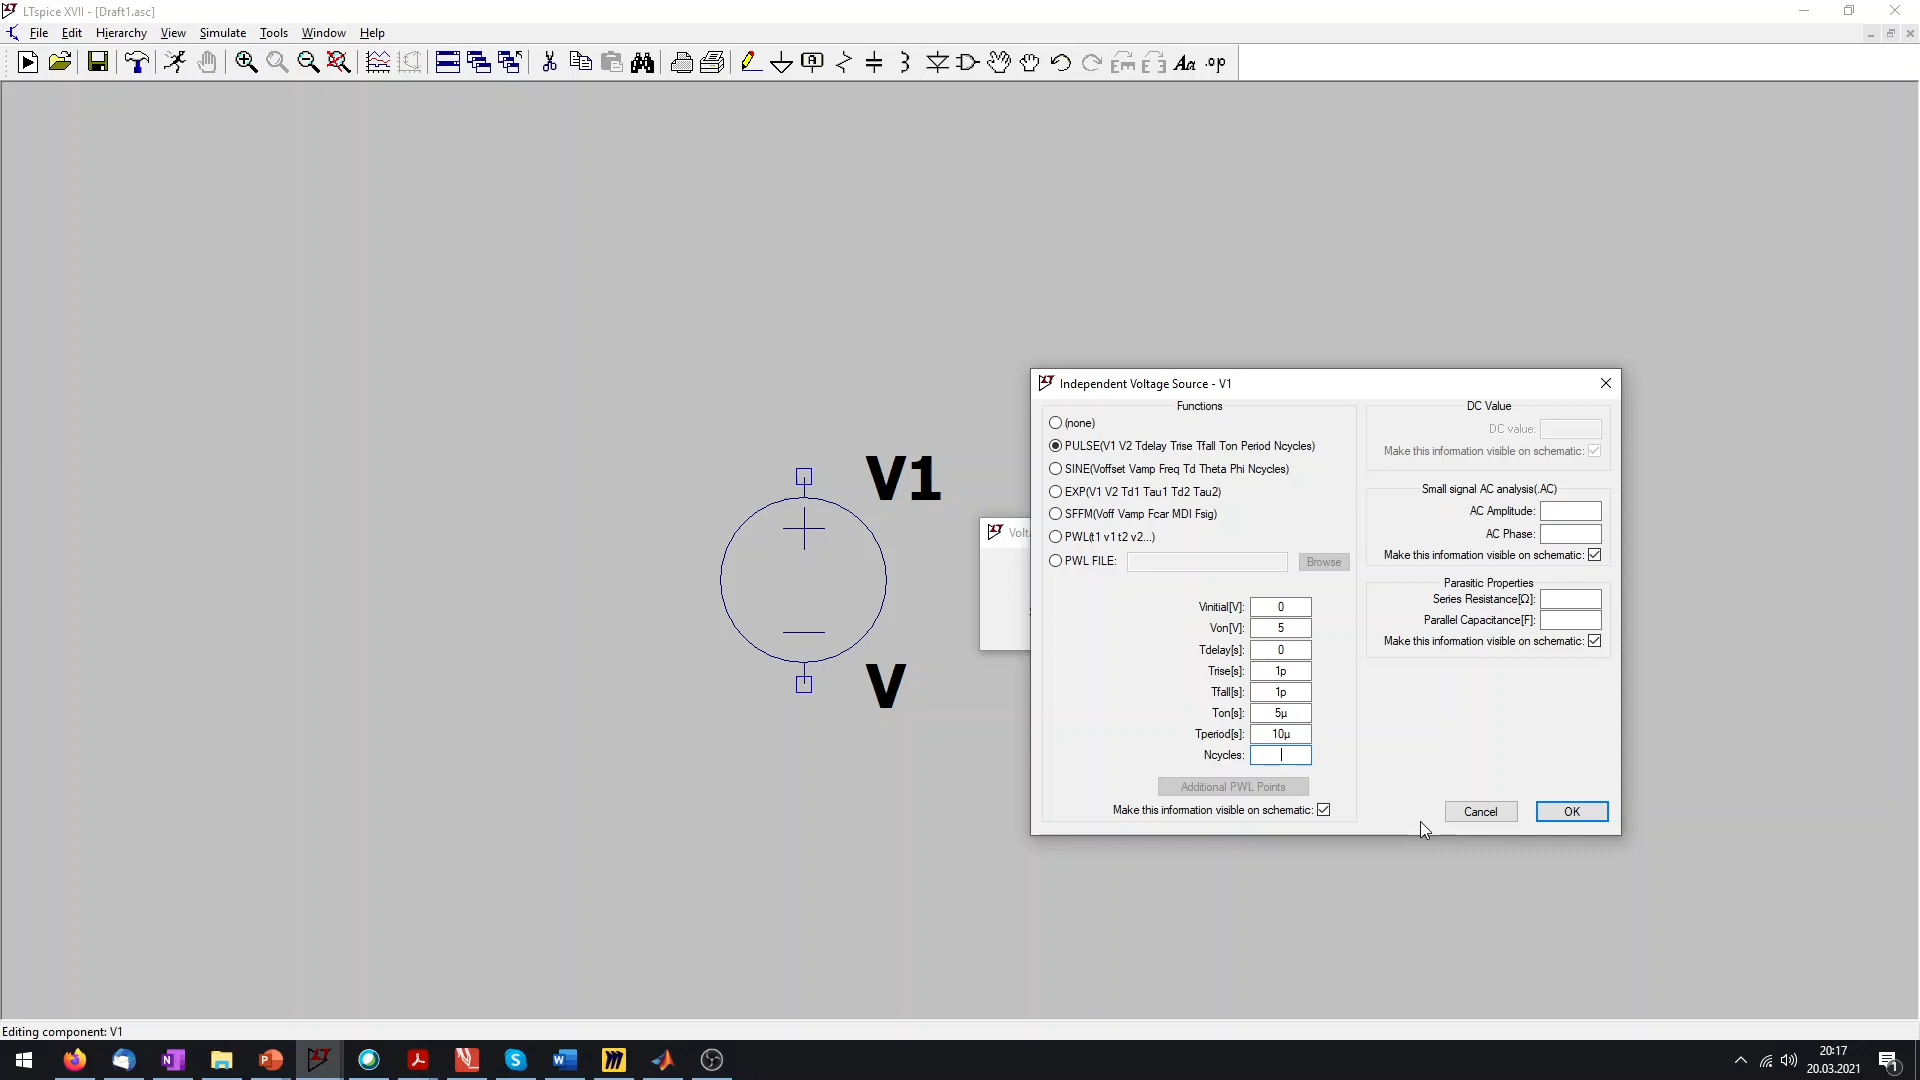 LTspice XVII - [Draft1.asc]
File Edit Hierarchy View Simulate Tools Window Help
Aa .op
V1
V
Independent Voltage Source - V1
Functions
(none)
PULSE(V1 V2 Tdelay Trise Tfall Ton Period Ncycles)
SINE(Voffset Vamp Freq Td Theta Phi Ncycles)
EXP(V1 V2 Td1 Tau1 Td2 Tau2)
SFFM(Voff Vamp Fcar MDI Fsig)
PWL(t1 v1 t2 v2...)
PWL FILE: Browse
Vinitial[V]: 0
Von[V]: 5
Tdelay[s]: 0
Trise[s]: 1p
Tfall[s]: 1p
Ton[s]: 5µ
Tperiod[s]: 10µ
Ncycles:
Additional PWL Points
Make this information visible on schematic:
DC Value
DC value:
Make this information visible on schematic:
Small signal AC analysis(.AC)
AC Amplitude:
AC Phase:
Make this information visible on schematic:
Parasitic Properties
Series Resistance[Ω]:
Parallel Capacitance[F]:
Make this information visible on schematic:
Cancel OK
Editing component: V1
20:17
20.03.2021
1